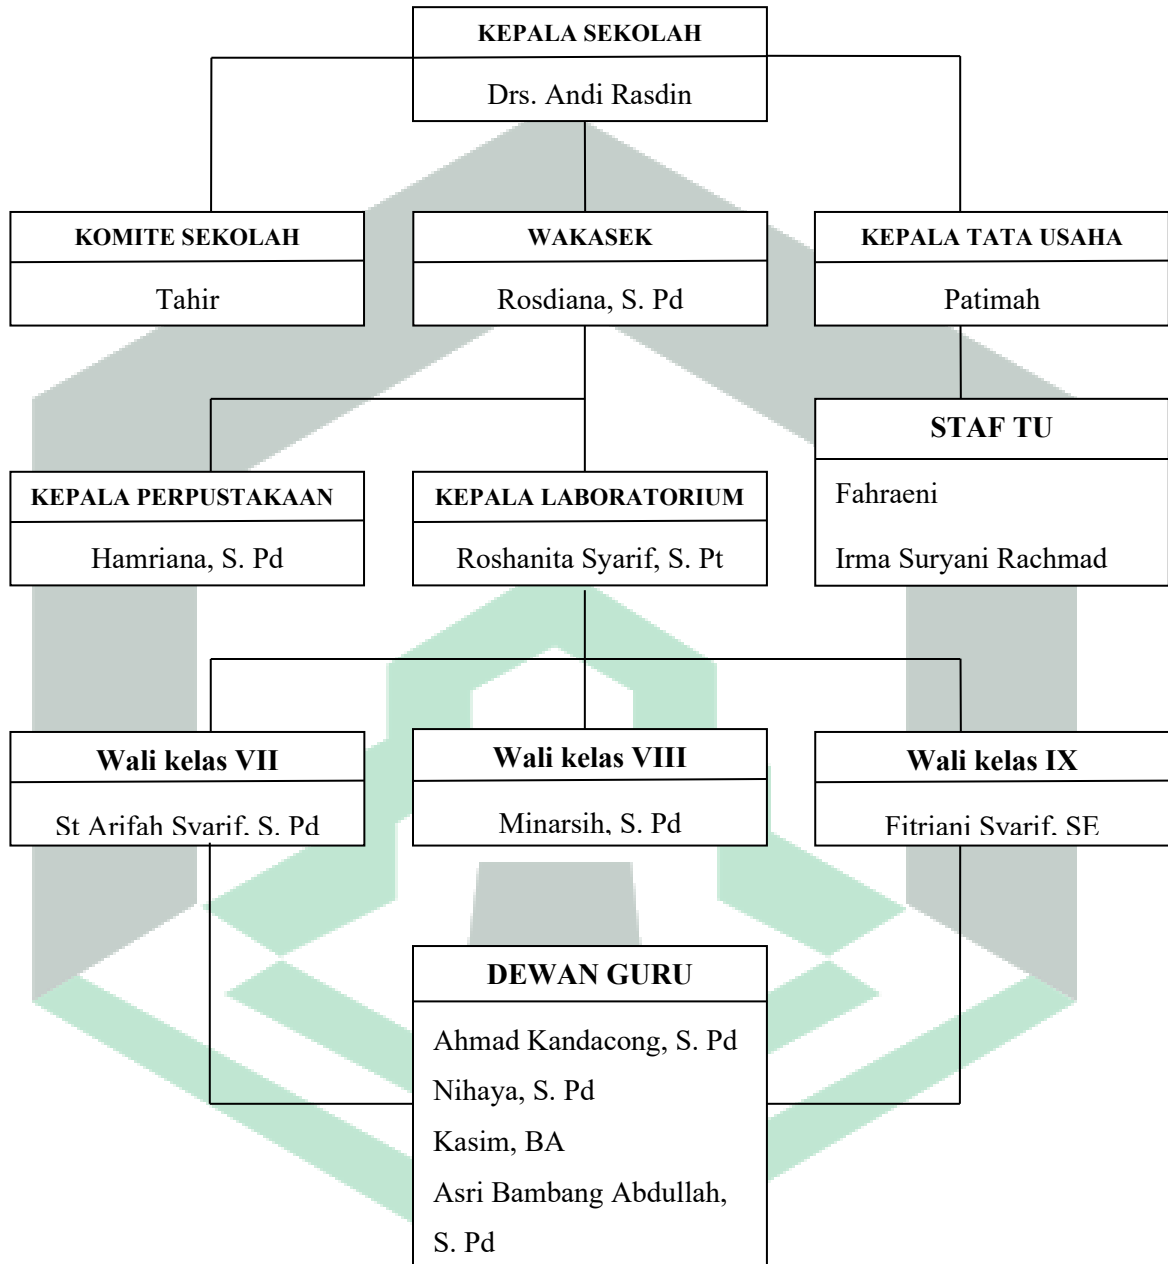 KEPALA SEKOLAH
Drs. Andi Rasdin
KOMITE SEKOLAH
Tahir
WAKASEK
Rosdiana, S. Pd
KEPALA TATA USAHA
Patimah
STAF TU
Fahraeni
Irma Suryani Rachmad
KEPALA PERPUSTAKAAN
Hamriana, S. Pd
KEPALA LABORATORIUM
Roshanita Syarif, S. Pt
Wali kelas VII
St Arifah Syarif, S. Pd
Wali kelas VIII
Minarsih, S. Pd
Wali kelas IX
Fitriani Syarif, SE
DEWAN GURU
Ahmad Kandacong, S. Pd
Nihaya, S. Pd
Kasim, BA
Asri Bambang Abdullah,
S. Pd